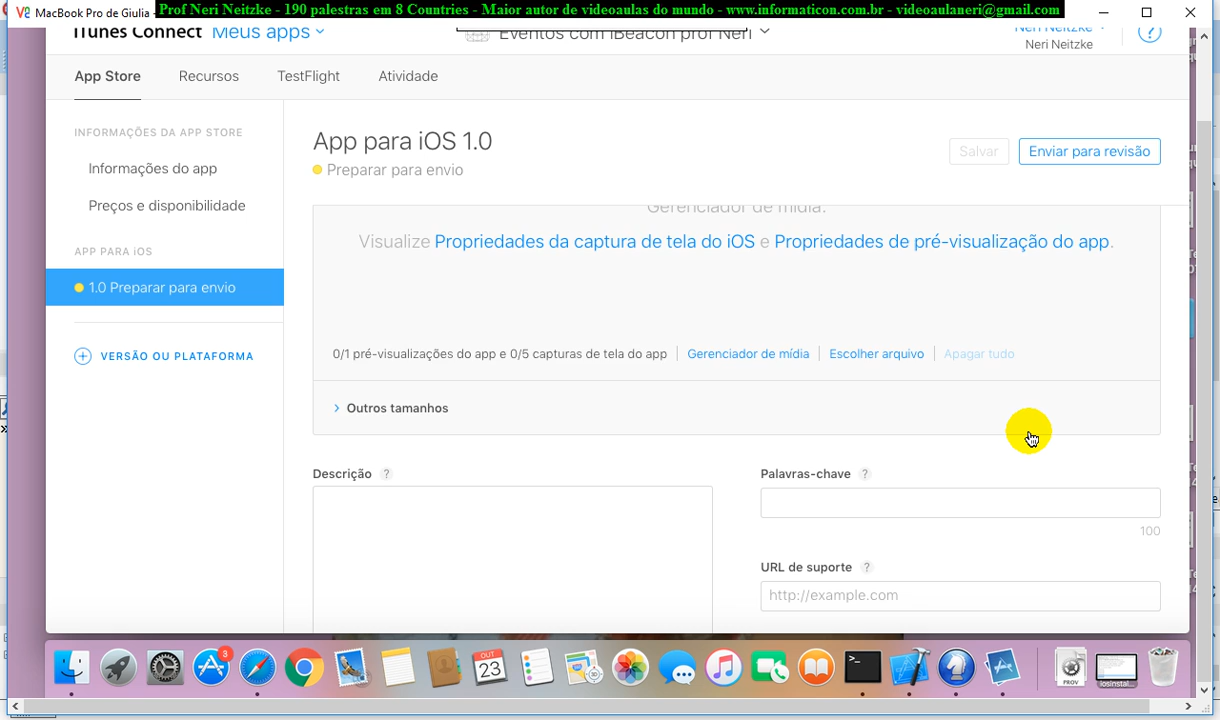 MacBook Pro de Giulia -
Prof Neri Neitzke - 190 palestras em 8 Countries - Maior autor de videoaulas do mundo - www.informaticon.com.br - videoaulaneri@gmail.com
iTunes Connect Meus apps
Eventos com iBeacon prof Neri
Neri Neitzke
Neri Neitzke
?
App Store Recursos TestFlight Atividade
INFORMAÇÕES DA APP STORE
Informações do app
Preços e disponibilidade
APP PARA iOS
1.0 Preparar para envio
VERSÃO OU PLATAFORMA
App para iOS 1.0
Preparar para envio
Salvar
Enviar para revisão
Gerenciador de mídia.
Visualize Propriedades da captura de tela do iOS e Propriedades de pré-visualização do app.
0/1 pré-visualizações do app e 0/5 capturas de tela do app
Gerenciador de mídia
Escolher arquivo
Apagar tudo
Outros tamanhos
Descrição ?
Palavras-chave ?
100
URL de suporte ?
http://example.com
3
OCT
23
PROV
iosinstal